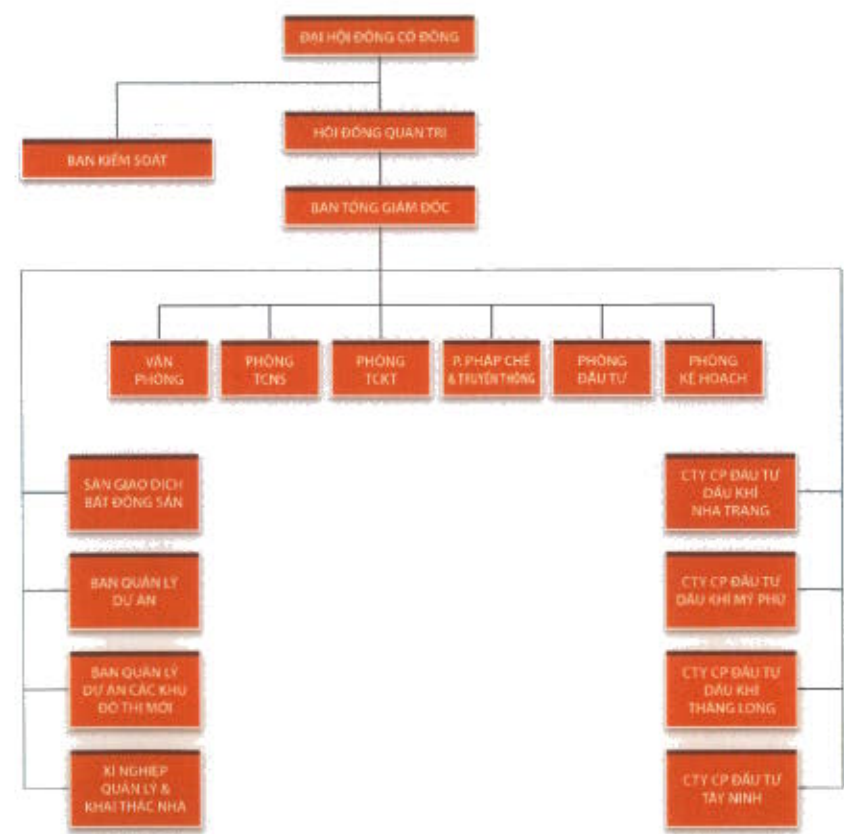 ĐẠI HỘI ĐỒNG CỔ ĐÔNG
HỘI ĐỒNG QUẢN TRỊ
BAN KIỂM SOÁT
BAN TỔNG GIÁM ĐỐC
VĂN
PHÒNG
PHÒNG
TCNS
PHÒNG
TCKT
P. PHÁP CHẾ
& TRUYỀN THÔNG
PHÒNG
ĐẦU TƯ
PHÒNG
KẾ HOẠCH
SÀN GIAO DỊCH
BẤT ĐỘNG SẢN
CTY CP ĐẦU TƯ
DẦU KHÍ
NHA TRANG
BAN QUẢN LÝ
DỰ ÁN
CTY CP ĐẦU TƯ
DẦU KHÍ MỸ PHÚ
BAN QUẢN LÝ
DỰ ÁN CÁC KHU
ĐÔ THỊ MỚI
CTY CP ĐẦU TƯ
DẦU KHÍ
THĂNG LONG
XÍ NGHIỆP
QUẢN LÝ &
KHAI THÁC NHÀ
CTY CP ĐẦU TƯ
TÂY NINH